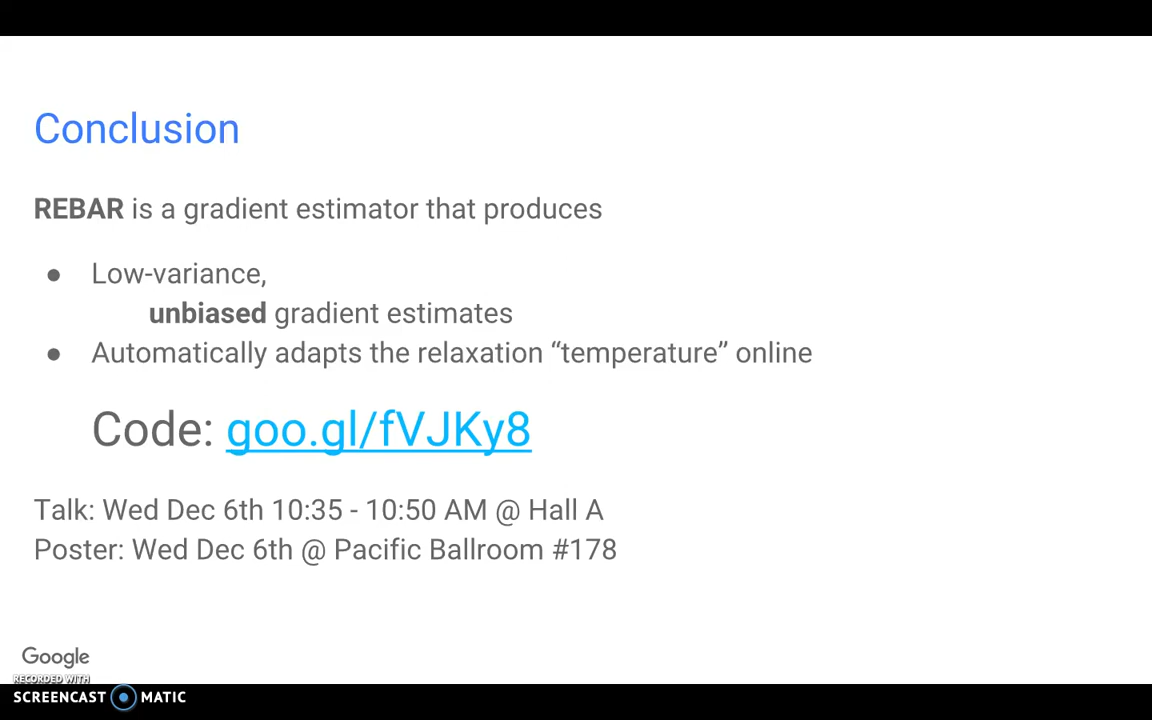 Conclusion
REBAR is a gradient estimator that produces
● Low-variance,
unbiased gradient estimates
● Automatically adapts the relaxation “temperature” online
Code: goo.gl/fVJKy8
Talk: Wed Dec 6th 10:35 - 10:50 AM @ Hall A
Poster: Wed Dec 6th @ Pacific Ballroom #178
Google
RECORDED WITH
SCREENCAST MATIC